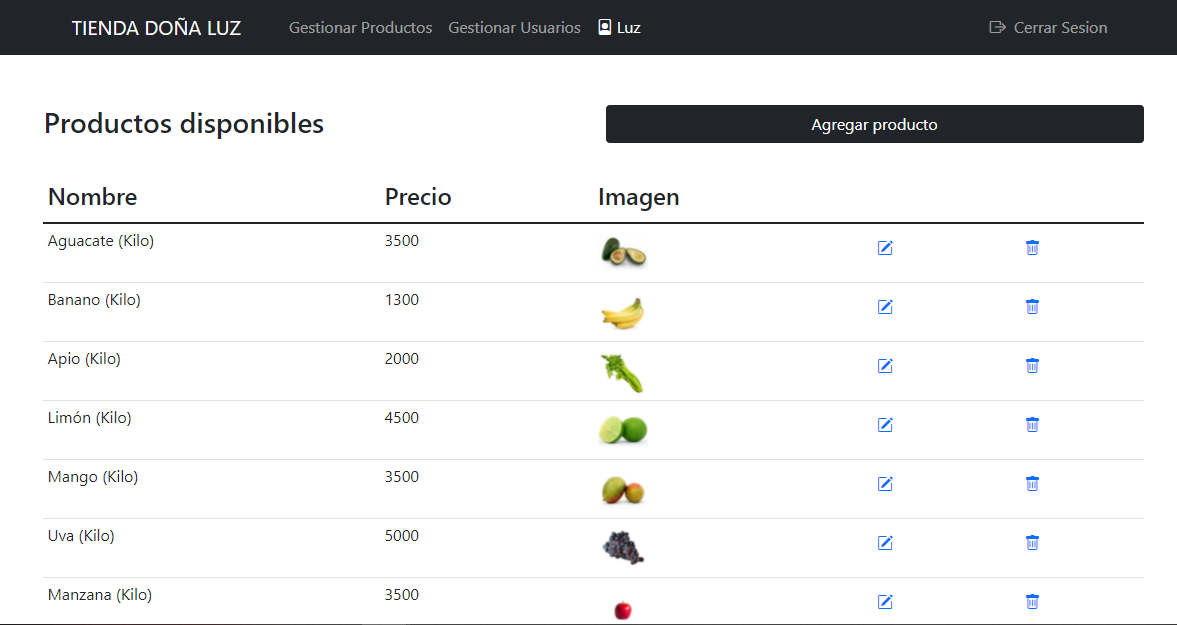 TIENDA DOÑA LUZ Gestionar Productos Gestionar Usuarios Luz Cerrar Sesion
Productos disponibles Agregar producto
Nombre Precio Imagen
Aguacate (Kilo) 3500
Banano (Kilo) 1300
Apio (Kilo) 2000
Limón (Kilo) 4500
Mango (Kilo) 3500
Uva (Kilo) 5000
Manzana (Kilo) 3500